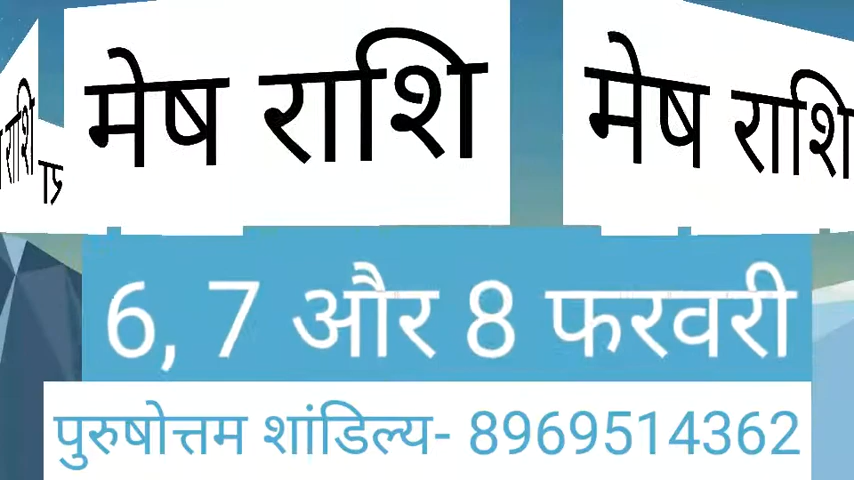 मेष राशि
मेष राशि
राशि
6, 7 और 8 फरवरी
पुरुषोत्तम शांडिल्य- 8969514362